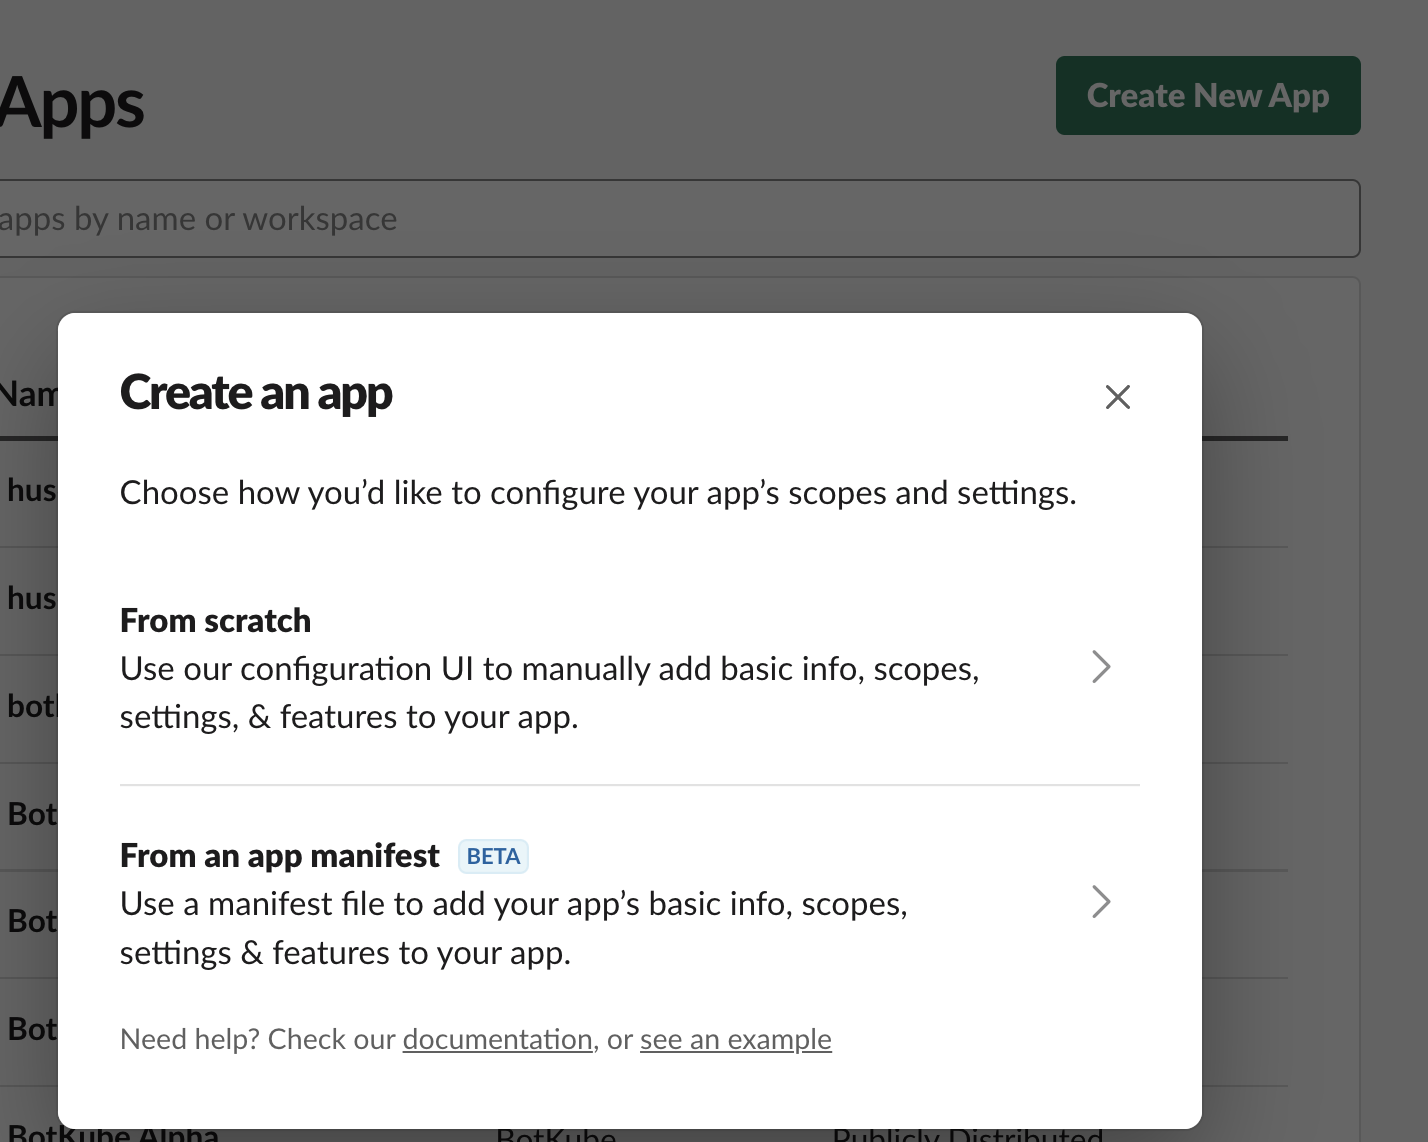 Apps
Create New App
apps by name or workspace
Create an app
Choose how you’d like to configure your app’s scopes and settings.
From scratch
Use our configuration UI to manually add basic info, scopes,
settings, & features to your app.
From an app manifest BETA
Use a manifest file to add your app’s basic info, scopes,
settings & features to your app.
Need help? Check our documentation, or see an example
Nam
hus
hus
Bot
Bot
Bot
BotKube Alpha BotKube Publicly Distributed